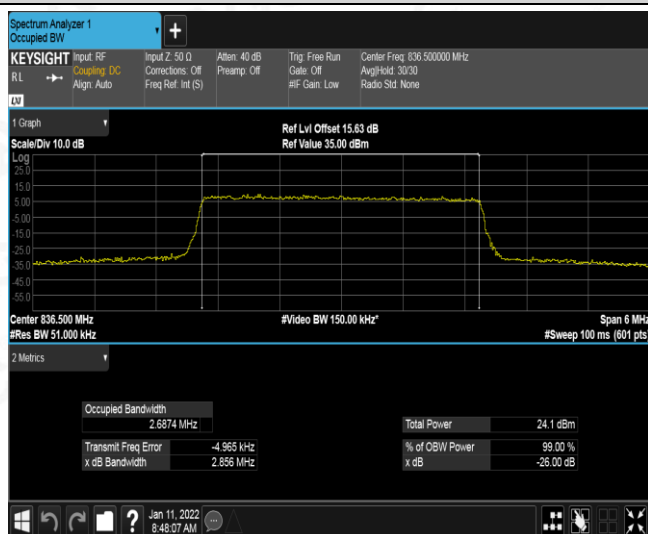 Spectrum Analyzer 1
Occupied BW
+
KEYSIGHT Input: RF Input Z: 50 Ω Atten: 40 dB Trig: Free Run Center Freq: 836.500000 MHz
RL Coupling: DC Corrections: Off Preamp: Off Gate: Off Avg|Hold: 30/30
Align: Auto Freq Ref: Int (S) #IF Gain: Low Radio Std: None
LXI
1 Graph
Ref Lvl Offset 15.63 dB
Scale/Div 10.0 dB Ref Value 35.00 dBm
Log
25.0
15.0
5.00
-5.00
-15.0
-25.0
-35.0
-45.0
-55.0
Center 836.500 MHz #Video BW 150.00 kHz* Span 6 MHz
#Res BW 51.000 kHz #Sweep 100 ms (601 pts)
2 Metrics
Occupied Bandwidth
2.6874 MHz Total Power 24.1 dBm
Transmit Freq Error -4.965 kHz % of OBW Power 99.00 %
x dB Bandwidth 2.856 MHz x dB -26.00 dB
? Jan 11, 2022
8:48:07 AM